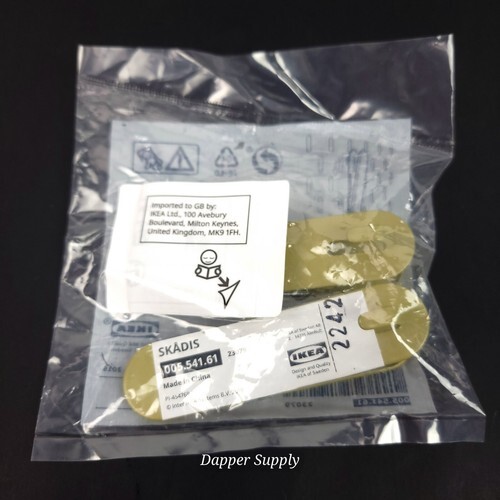 Imported to GB by:
IKEA Ltd., 100 Avebury
Boulevard, Milton Keynes,
United Kingdom, MK9 1FH.
IKEA
SKÅDIS
005.541.61
Made in China
IKEA
Design and Quality
IKEA of Sweden
2242
Dapper Supply